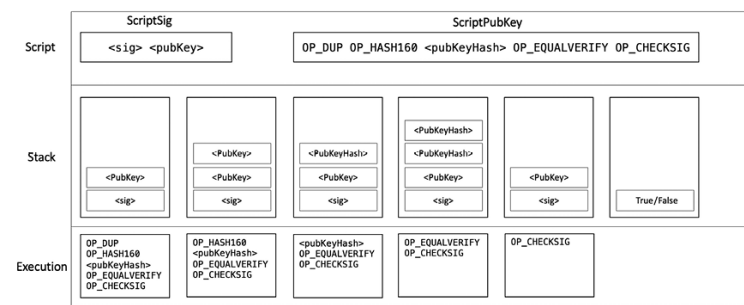 ScriptSig
ScriptPubKey
Script
<sig> <pubKey>
OP_DUP OP_HASH160 <pubKeyHash> OP_EQUALVERIFY OP_CHECKSIG
Stack
<PubKey>
<sig>
<PubKey>
<PubKey>
<sig>
<PubKeyHash>
<PubKey>
<sig>
<PubKeyHash>
<PubKeyHash>
<PubKey>
<sig>
<PubKey>
<sig>
True/False
Execution
OP_DUP
OP_HASH160
<pubKeyHash>
OP_EQUALVERIFY
OP_CHECKSIG
OP_HASH160
<pubKeyHash>
OP_EQUALVERIFY
OP_CHECKSIG
<pubKeyHash>
OP_EQUALVERIFY
OP_CHECKSIG
OP_EQUALVERIFY
OP_CHECKSIG
OP_CHECKSIG